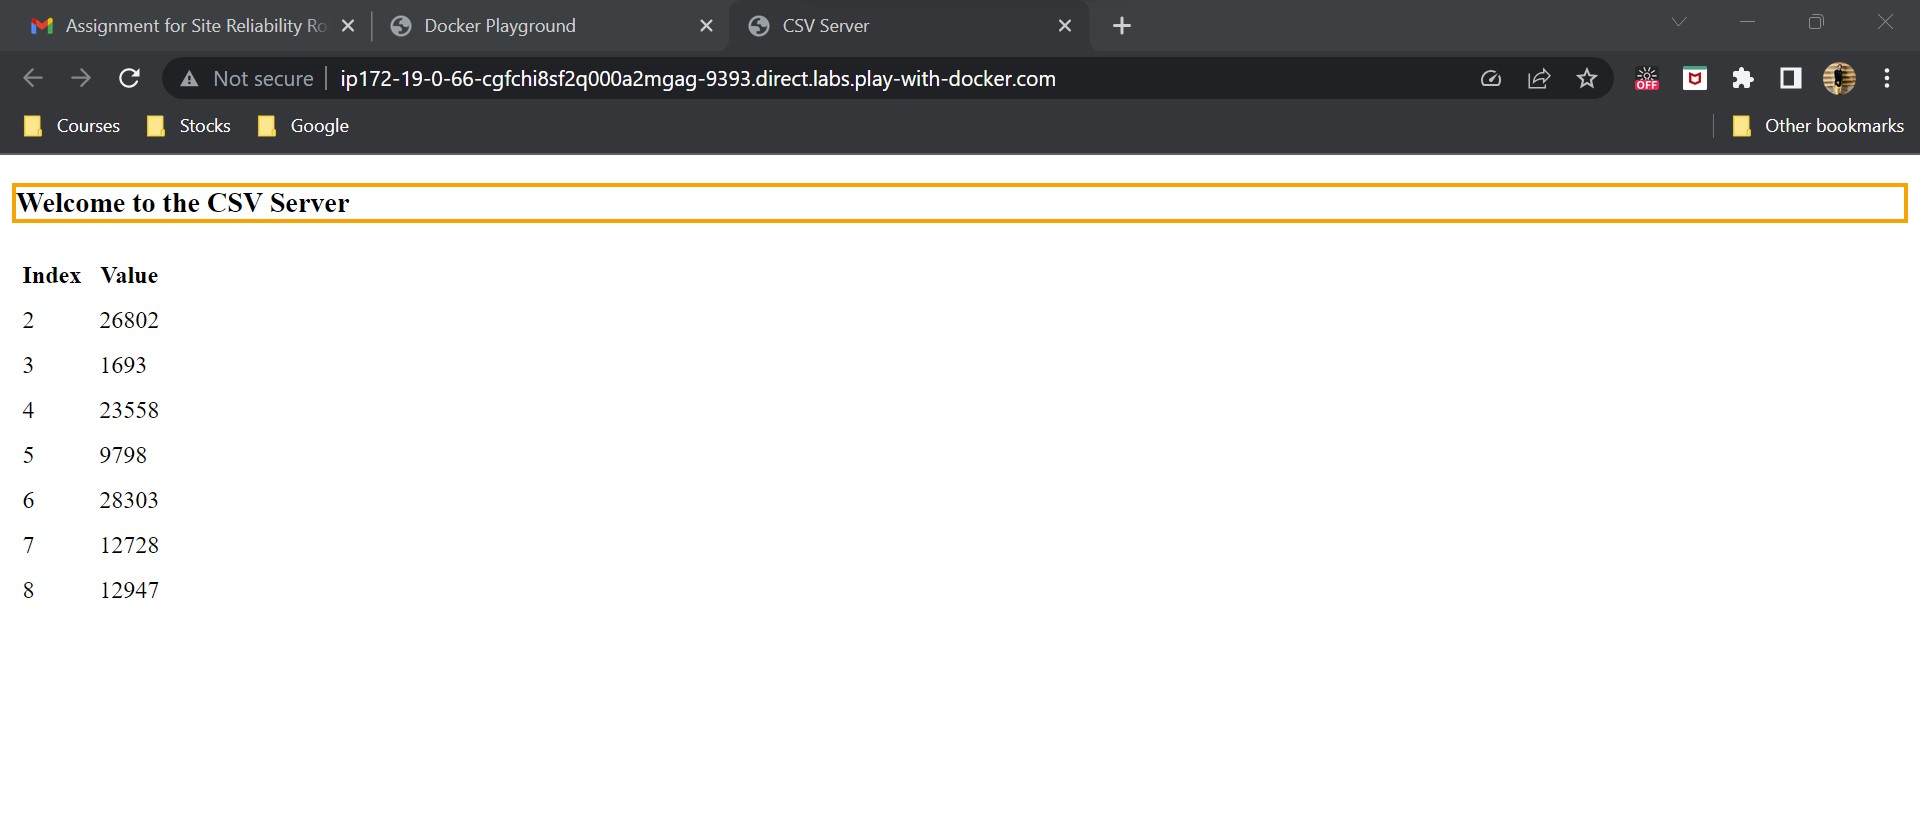 Assignment for Site Reliability Ro
Docker Playground
CSV Server
Not secure
ip172-19-0-66-cgfchi8sf2q000a2mgag-9393.direct.labs.play-with-docker.com
OFF
Courses
Stocks
Google
Other bookmarks
Welcome to the CSV Server
Index Value
2 26802
3 1693
4 23558
5 9798
6 28303
7 12728
8 12947